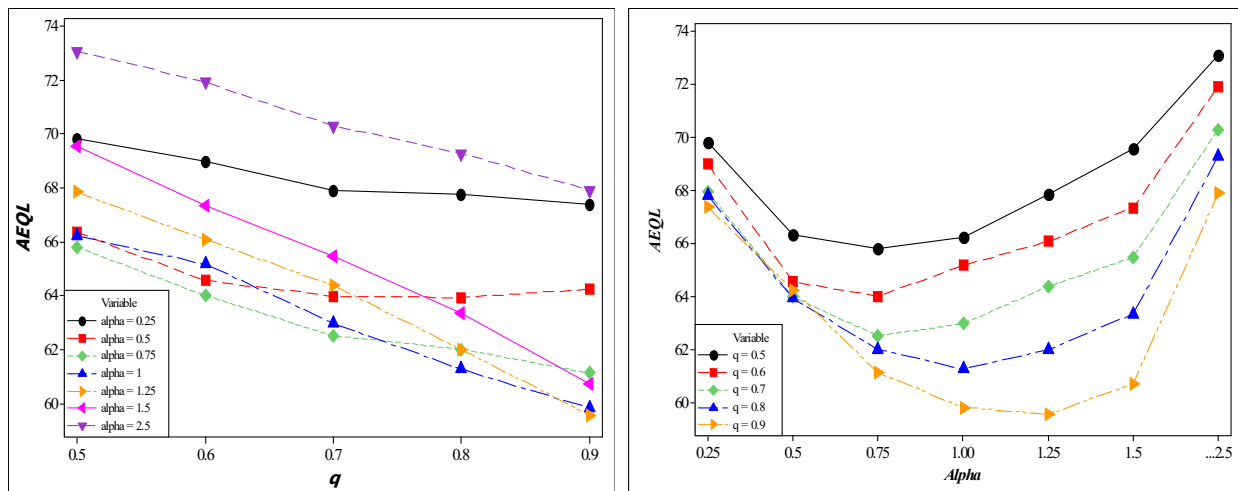 74
72
70
68
66
64
62
60
AEQL
Variable
alpha = 0.25
alpha = 0.5
alpha = 0.75
alpha = 1
alpha = 1.25
alpha = 1.5
alpha = 2.5
0.5 0.6 0.7 0.8 0.9
q
74
72
70
68
66
64
62
60
AEQL
Variable
q = 0.5
q = 0.6
q = 0.7
q = 0.8
q = 0.9
0.25 0.5 0.75 1.00 1.25 1.5 ...2.5
Alpha